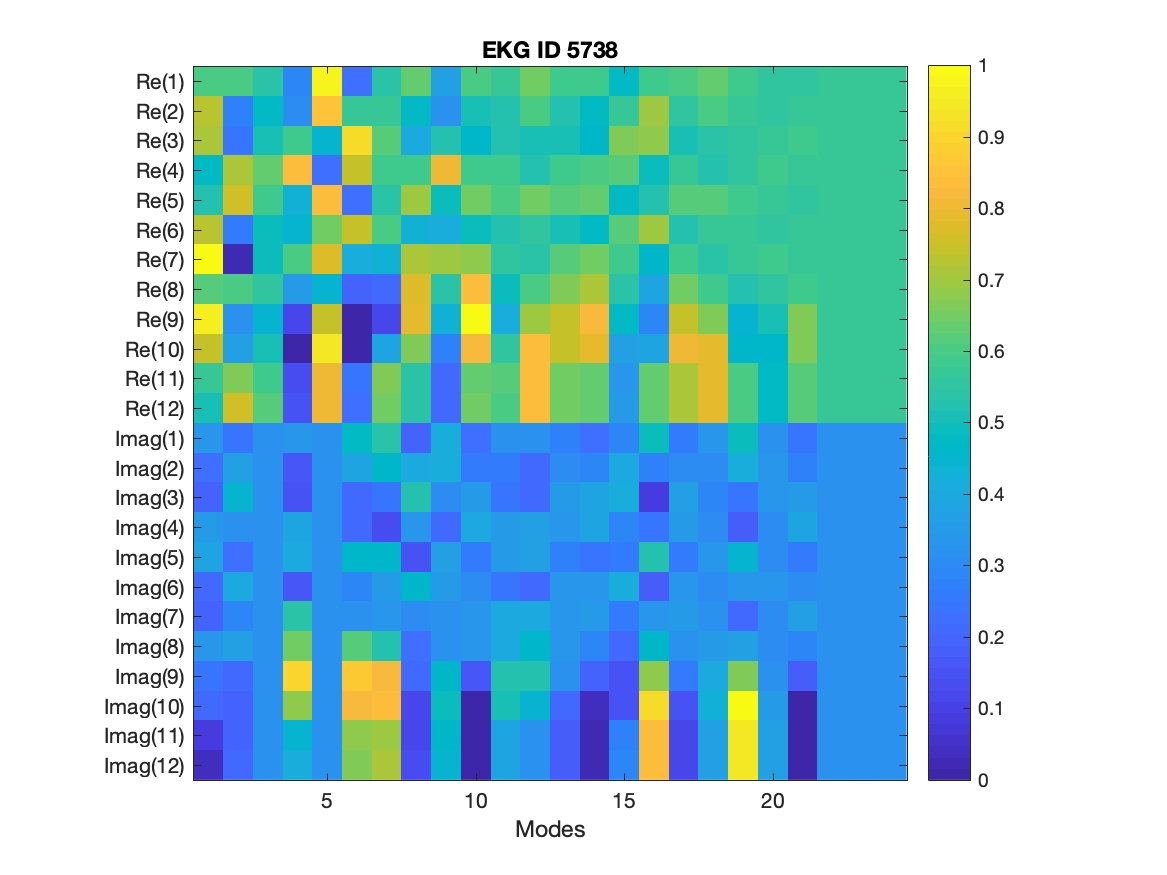 EKG ID 5738
Re(1)
Re(2)
Re(3)
Re(4)
Re(5)
Re(6)
Re(7)
Re(8)
Re(9)
Re(10)
Re(11)
Re(12)
Imag(1)
Imag(2)
Imag(3)
Imag(4)
Imag(5)
Imag(6)
Imag(7)
Imag(8)
Imag(9)
Imag(10)
Imag(11)
Imag(12)
5 10 15 20
Modes
1
0.9
0.8
0.7
0.6
0.5
0.4
0.3
0.2
0.1
0